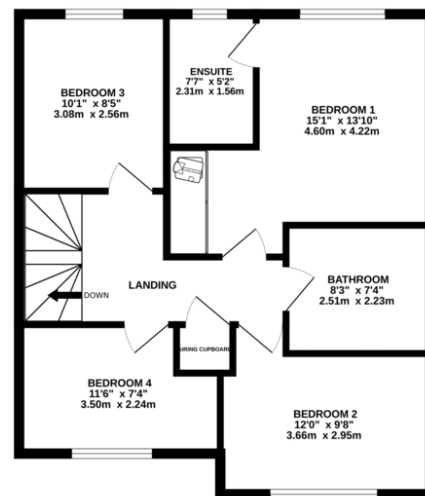 BEDROOM 3
10'1" x 8'5"
3.08m x 2.56m
ENSUITE
7'7" x 5'2"
2.31m x 1.56m
BEDROOM 1
15'1" x 13'10"
4.60m x 4.22m
BATHROOM
8'3" x 7'4"
2.51m x 2.23m
LANDING
DOWN
AIRING CUPBOARD
BEDROOM 4
11'6" x 7'4"
3.50m x 2.24m
BEDROOM 2
12'0" x 9'8"
3.66m x 2.95m